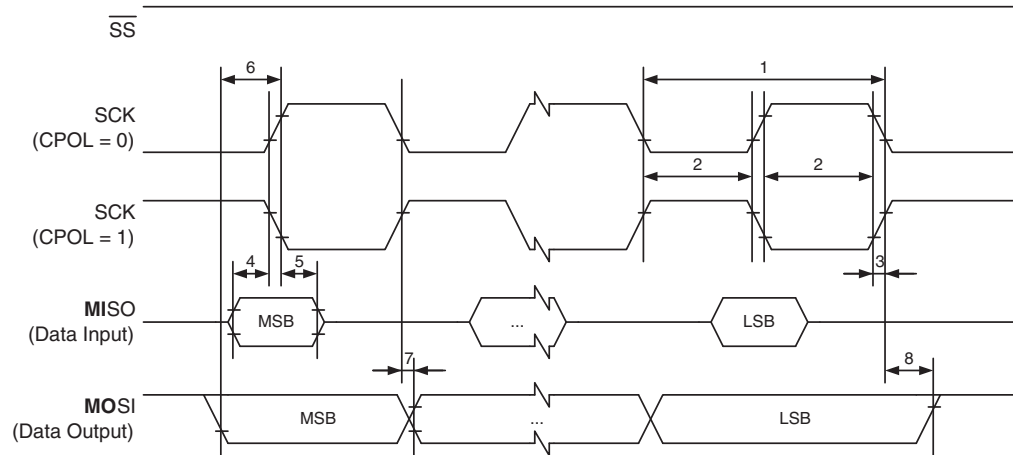 SS
6
1
SCK
(CPOL = 0)
2
2
SCK
(CPOL = 1)
4
5
3
MISO
(Data Input)
MSB
...
LSB
7
8
MOSI
(Data Output)
MSB
...
LSB